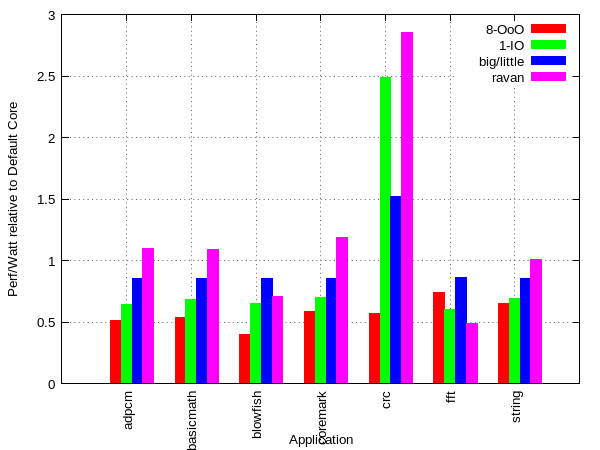 Perf/Watt relative to Default Core
3
2.5
2
1.5
1
0.5
0
8-OoO
1-IO
big/little
ravan
adpcm
basicmath
blowfish
coremark
crc
fft
string
Application